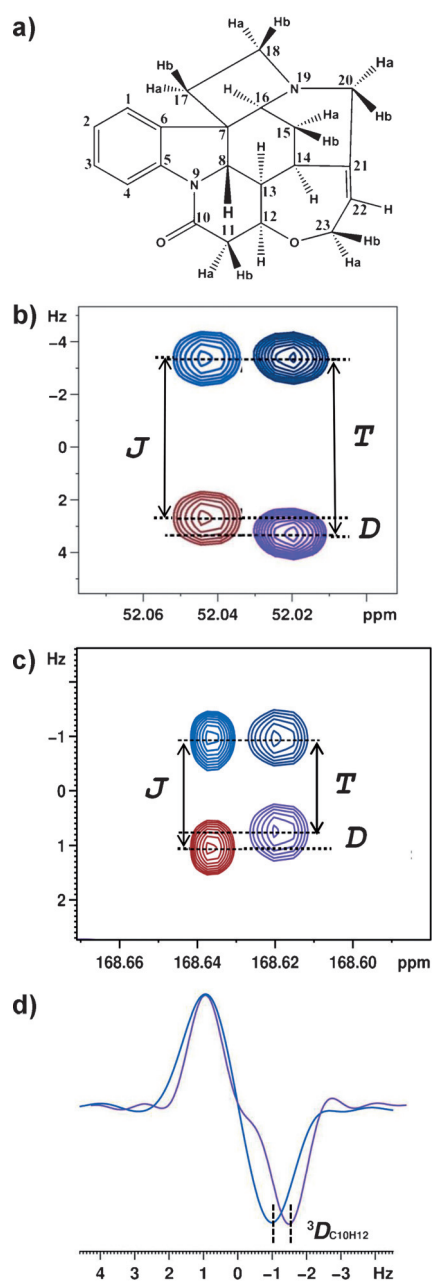 a)
Ha Hb
Hb 18 Ha
Ha N 19 20
17 H 16 Ha Hb
1 6 7 15 Hb
2 14 21
3 5 8 H
4 9 N 13 H 22 H
10 H 12 23
O 11 O Hb
Ha Hb H Ha
b) Hz
-4
-2
0 J T
2
4 D
52.06 52.04 52.02 ppm
c) Hz
-1
0 J T
1 D
2
168.66 168.64 168.62 168.60 ppm
d)
³D C10H12
4 3 2 1 0 -1 -2 -3 Hz